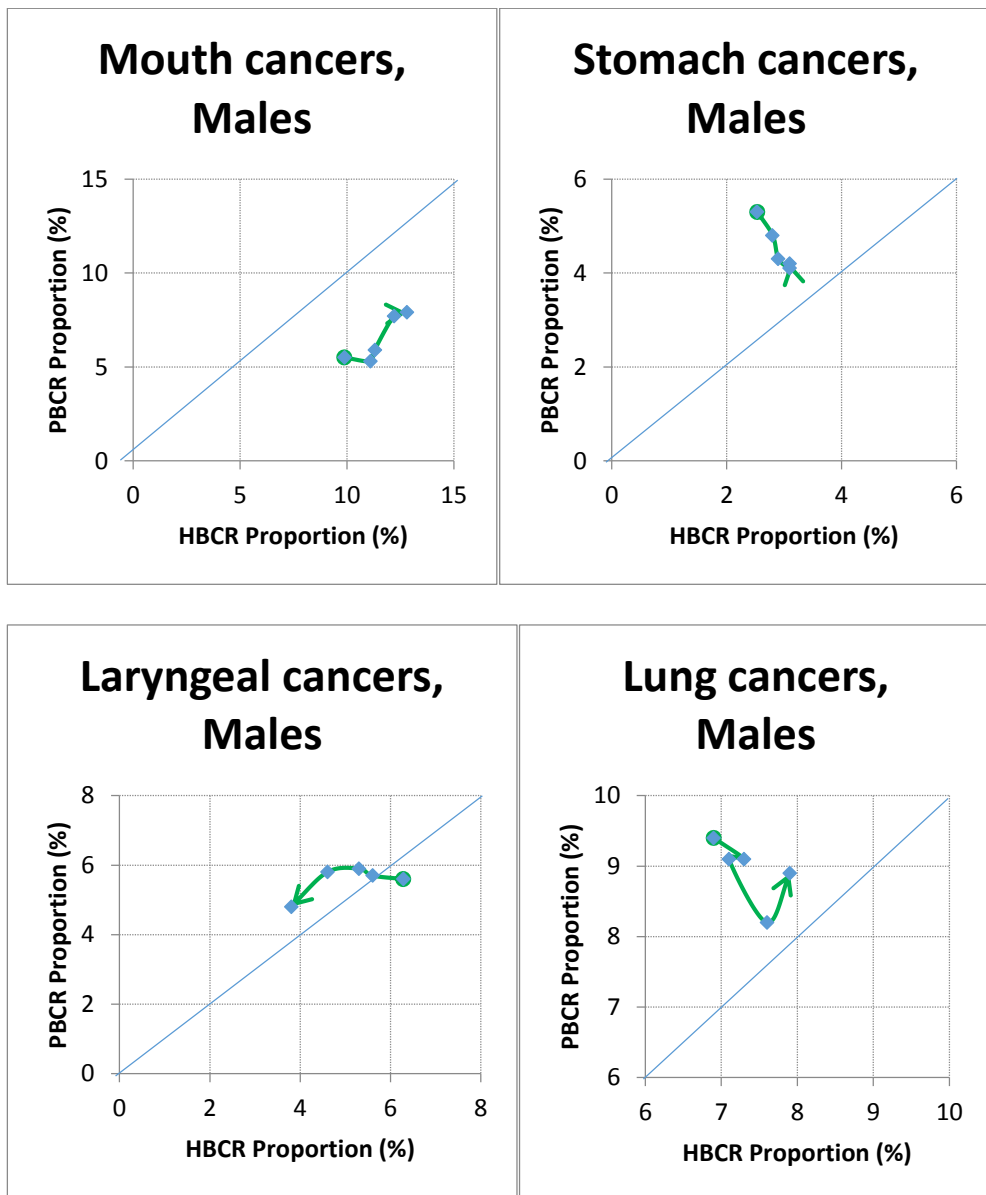 Mouth cancers,
Males
15
10
5
0
0 5 10 15
PBCR Proportion (%)
HBCR Proportion (%)
Stomach cancers,
Males
6
4
2
0
0 2 4 6
PBCR Proportion (%)
HBCR Proportion (%)
Laryngeal cancers,
Males
8
6
4
2
0
0 2 4 6 8
PBCR Proportion (%)
HBCR Proportion (%)
Lung cancers,
Males
10
9
8
7
6
6 7 8 9 10
PBCR Proportion (%)
HBCR Proportion (%)